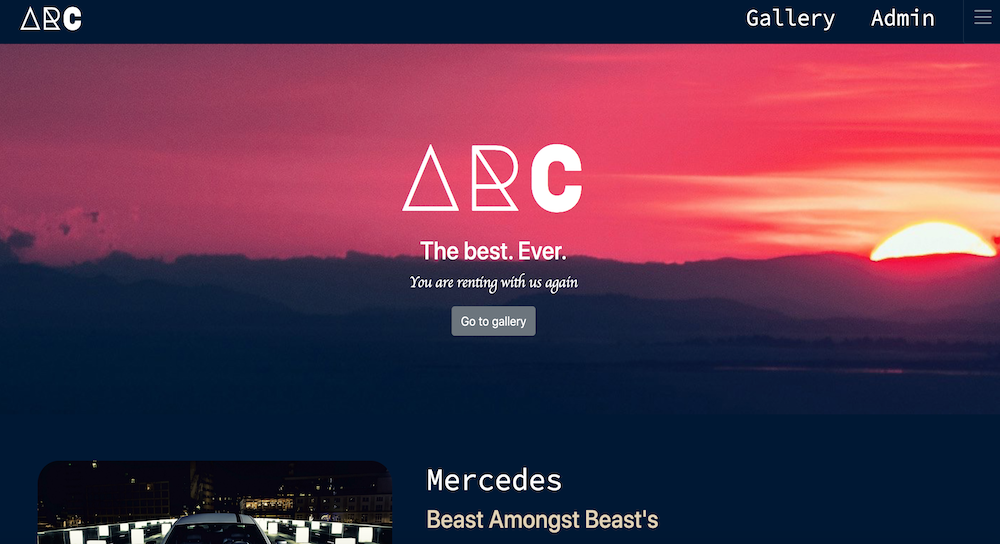 ARC
Gallery
Admin
ARC
The best. Ever.
You are renting with us again
Go to gallery
Mercedes
Beast Amongst Beast's